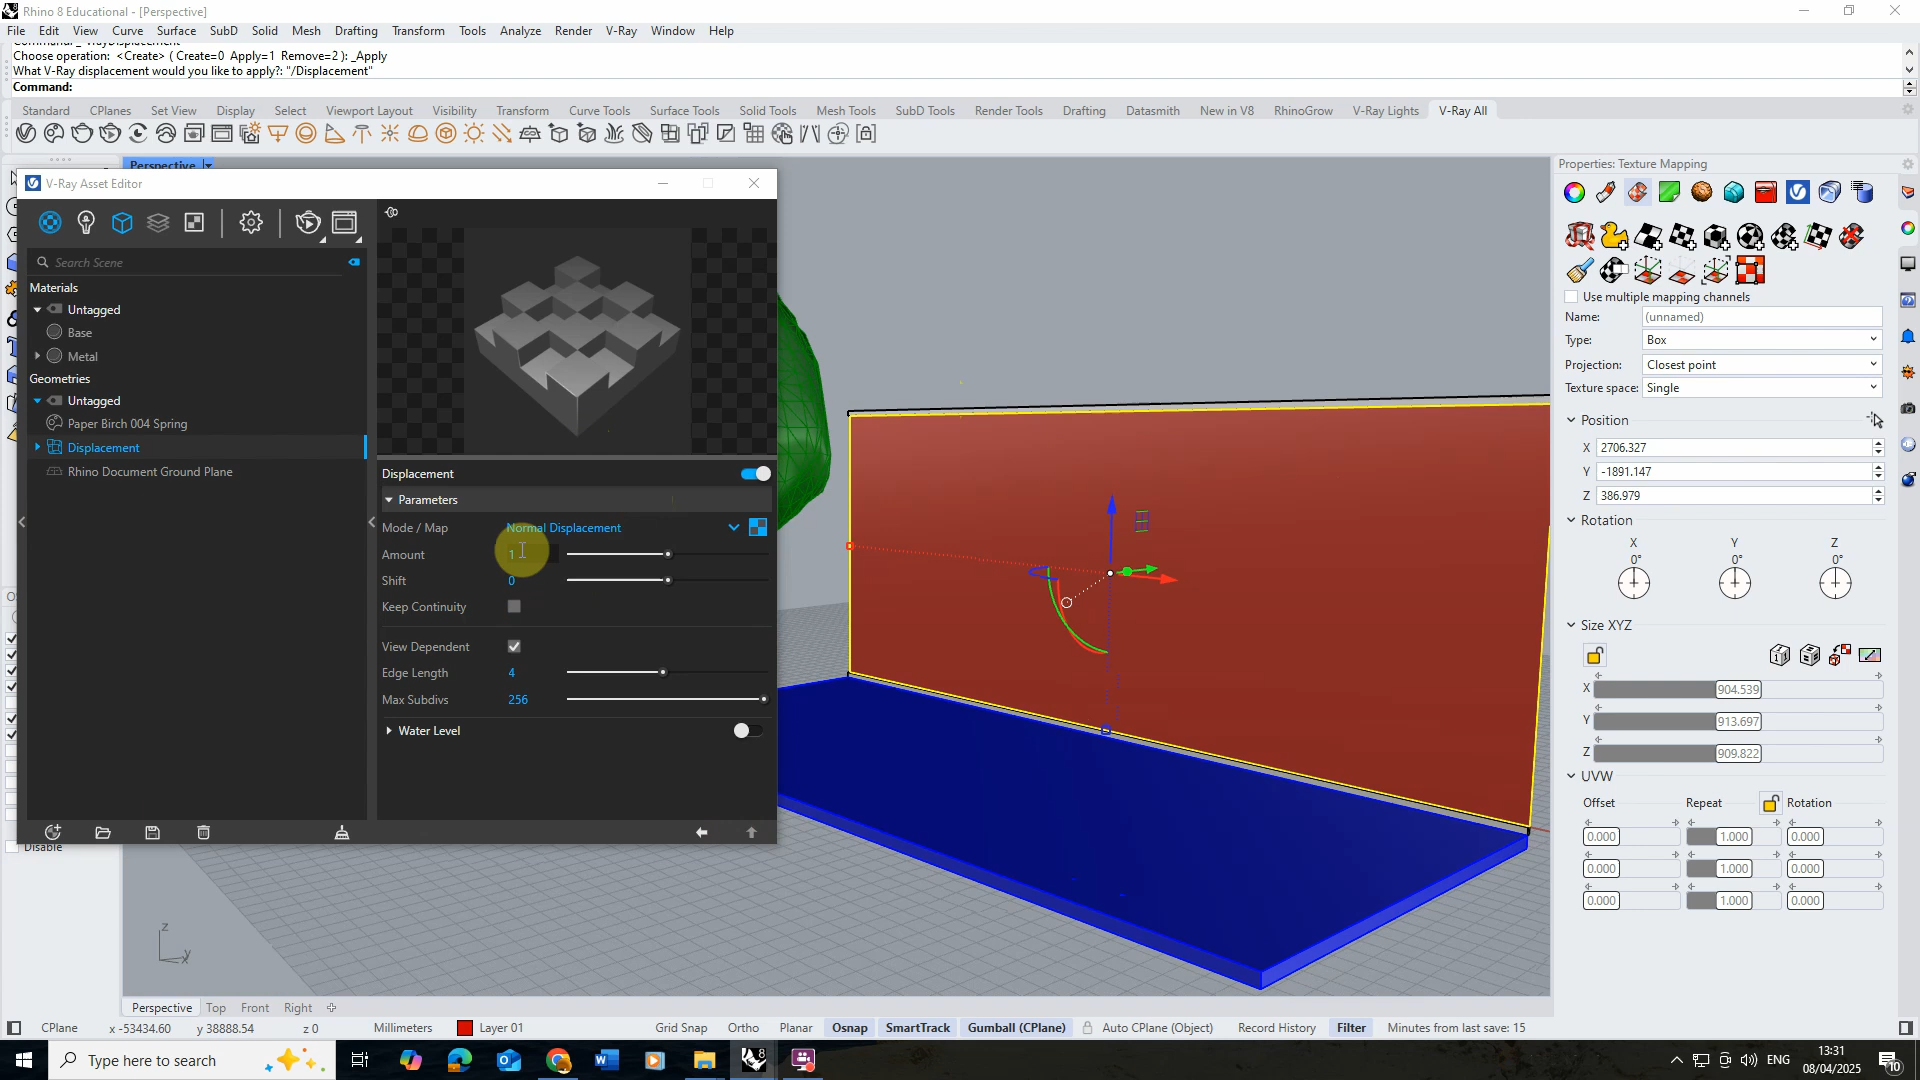 Rhino 8 Educational - [Perspective]
File Edit View Curve Surface SubD Solid Mesh Drafting Transform Tools Analyze Render V-Ray Window Help
Choose operation: <Create> ( Create=0 Apply=1 Remove=2 ): _Apply
What V-Ray displacement would you like to apply?: "/Displacement"
Command:
Standard CPlanes Set View Display Select Viewport Layout Visibility Transform Curve Tools Surface Tools Solid Tools Mesh Tools SubD Tools Render Tools Drafting Datasmith New in V8 RhinoGrow V-Ray Lights V-Ray All
Perspective
Properties: Texture Mapping
V-Ray Asset Editor
Search Scene
Materials
Untagged
Base
Metal
Geometries
Untagged
Paper Birch 004 Spring
Displacement
Rhino Document Ground Plane
Displacement
Parameters
Mode / Map Normal Displacement
Amount 1
Shift 0
Keep Continuity
View Dependent
Edge Length 4
Max Subdivs 256
Water Level
Disable
Use multiple mapping channels
Name: (unnamed)
Type: Box
Projection: Closest point
Texture space: Single
Position
X 2706.327
Y -1891.147
Z 386.979
Rotation
X Y Z
0° 0° 0°
Size XYZ
X 904.539
Y 913.697
Z 909.822
UVW
Offset Repeat Rotation
0.000 1.000 0.000
0.000 1.000 0.000
0.000 1.000 0.000
z
y
Perspective Top Front Right
CPlane x -53434.60 y 38888.54 z 0 Millimeters Layer 01 Grid Snap Ortho Planar Osnap SmartTrack Gumball (CPlane) Auto CPlane (Object) Record History Filter Minutes from last save: 15
Type here to search
ENG
13:31
08/04/2025
10